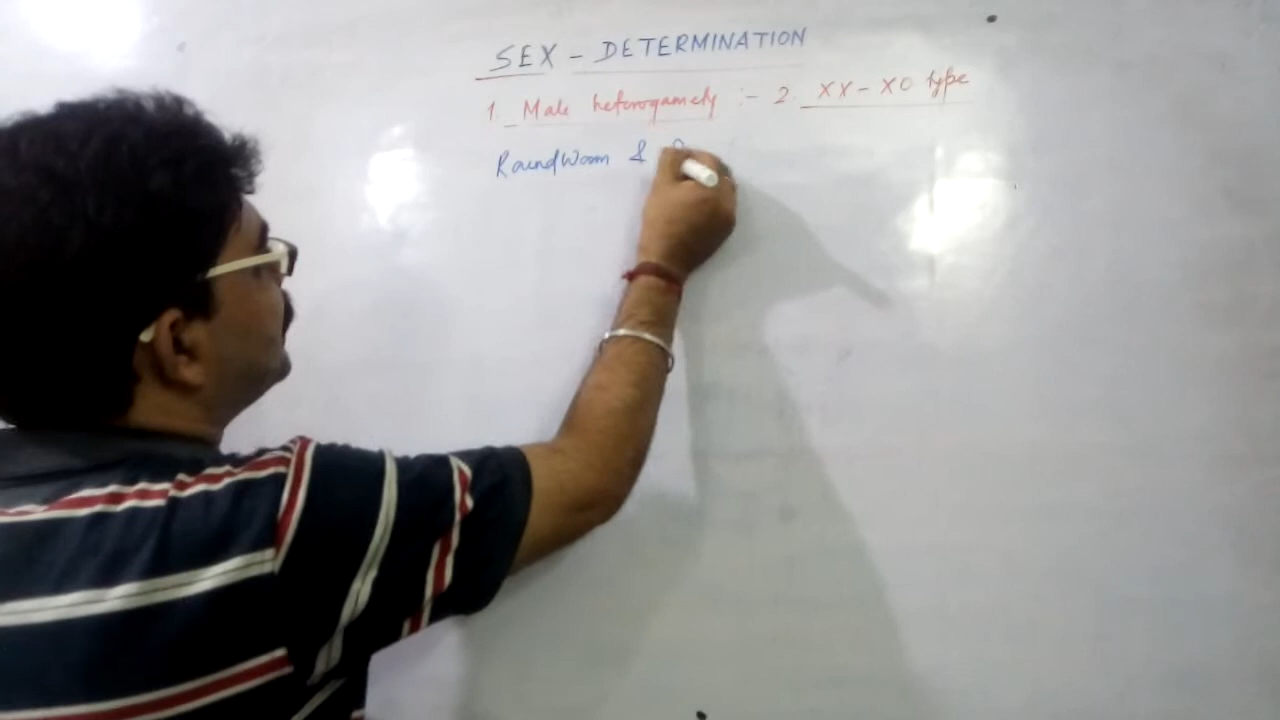 SEX - DETERMINATION
1. Male heterogamety :- 2. XX - XO type
Roundworm &